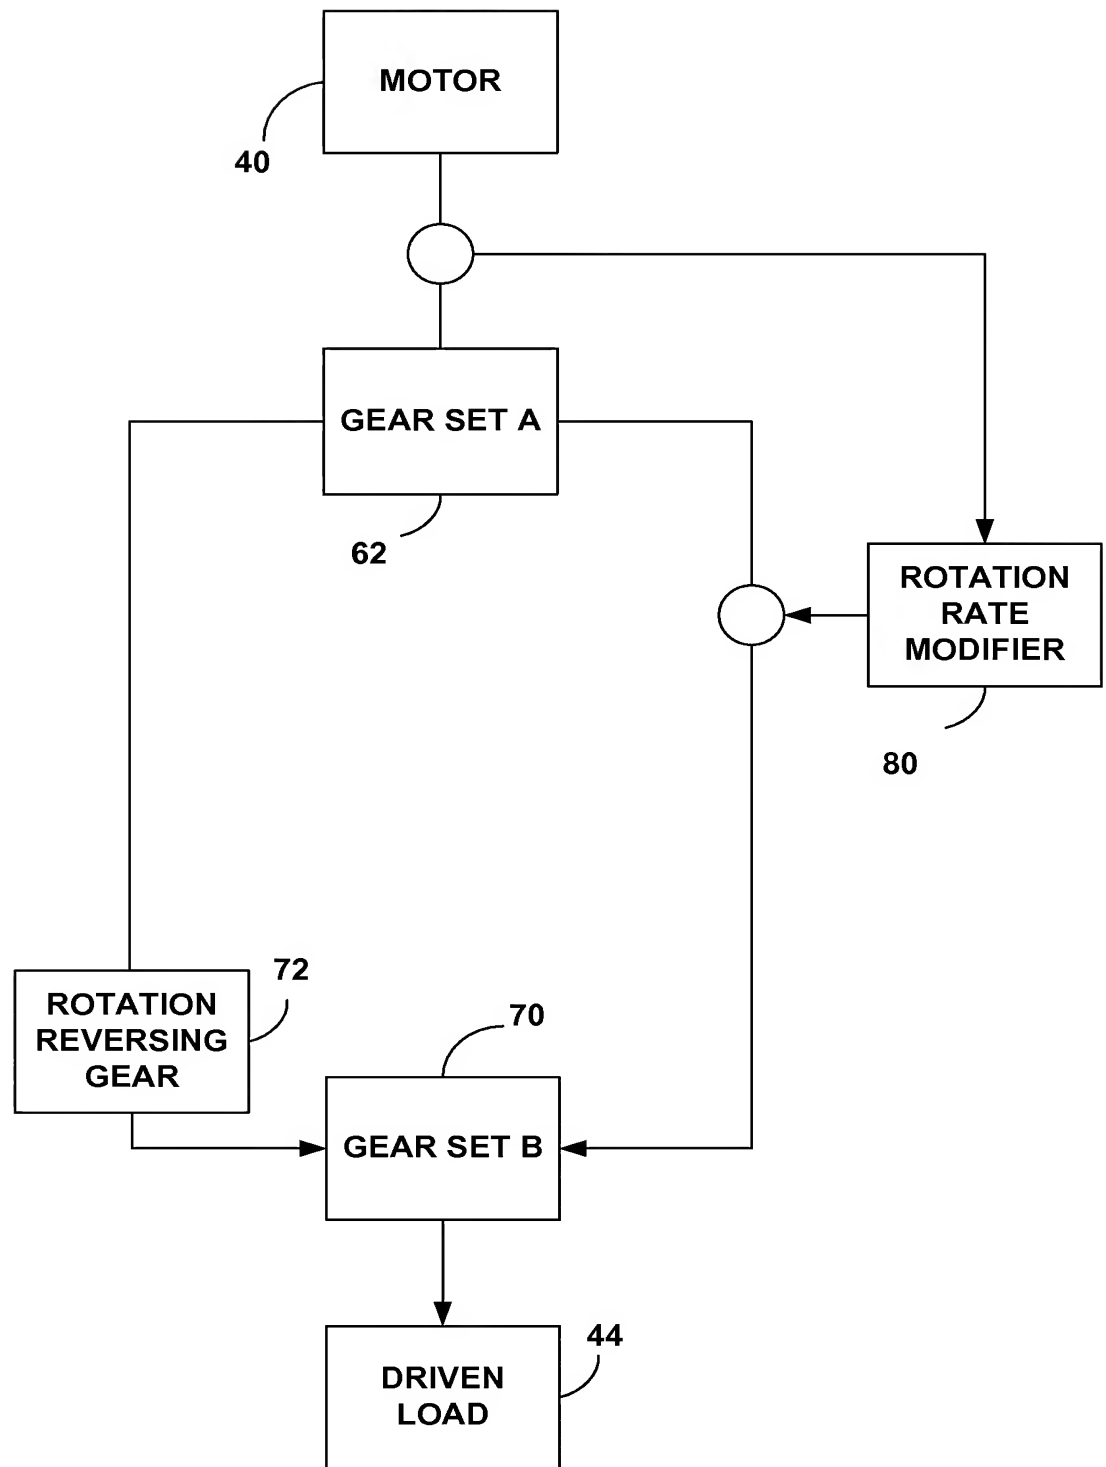 MOTOR
40
GEAR SET A
62
ROTATION
RATE
MODIFIER
80
72
ROTATION
REVERSING
GEAR
70
GEAR SET B
44
DRIVEN
LOAD